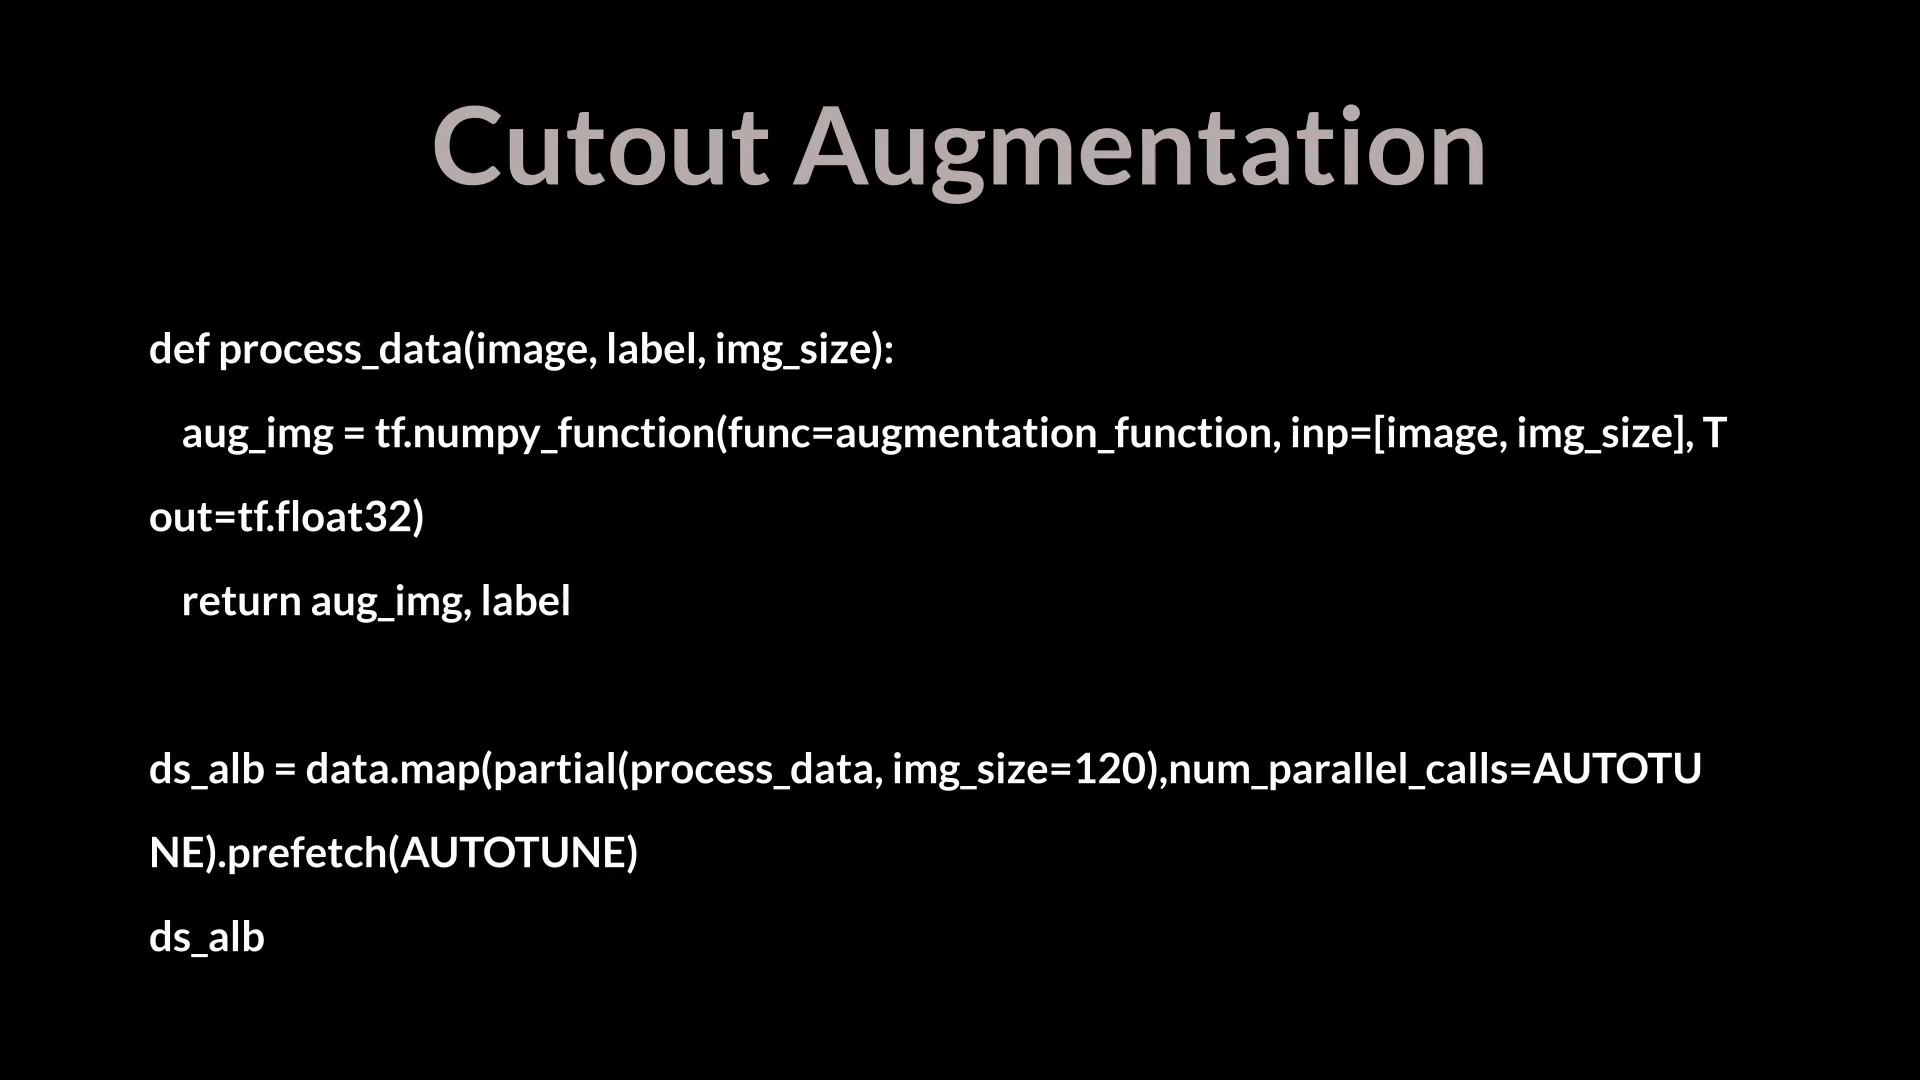 Cutout Augmentation
def process_data(image, label, img_size):
aug_img = tf.numpy_function(func=augmentation_function, inp=[image, img_size], T
out=tf.float32)
return aug_img, label
ds_alb = data.map(partial(process_data, img_size=120),num_parallel_calls=AUTOTU
NE).prefetch(AUTOTUNE)
ds_alb